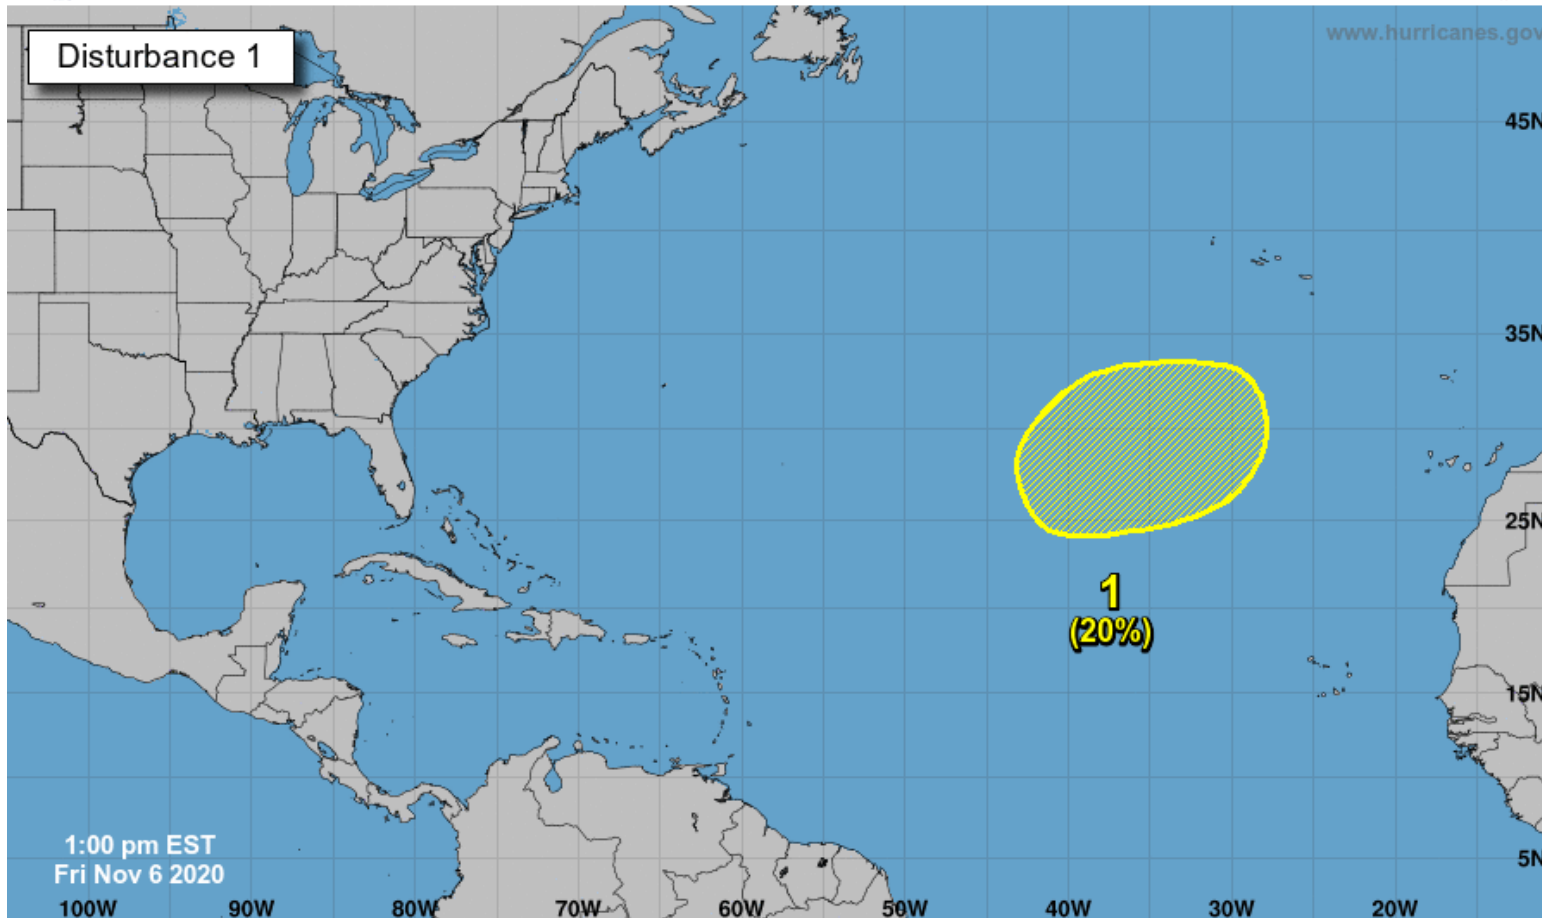 Disturbance 1
www.hurricanes.gov
45N
35N
25N
1
(20%)
15N
1:00 pm EST
Fri Nov 6 2020
5N
100W 90W 80W 70W 60W 50W 40W 30W 20W